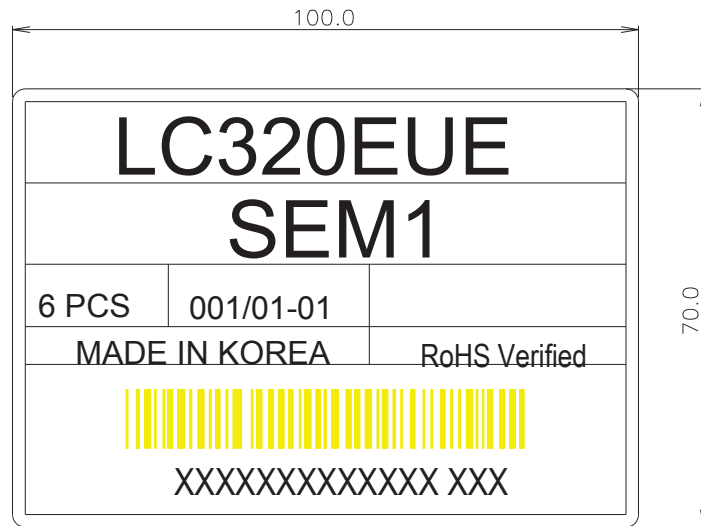 100.0
LC320EUE
SEM1
6 PCS 001/01-01
MADE IN KOREA RoHS Verified
70.0
XXXXXXXXXXXXX XXX